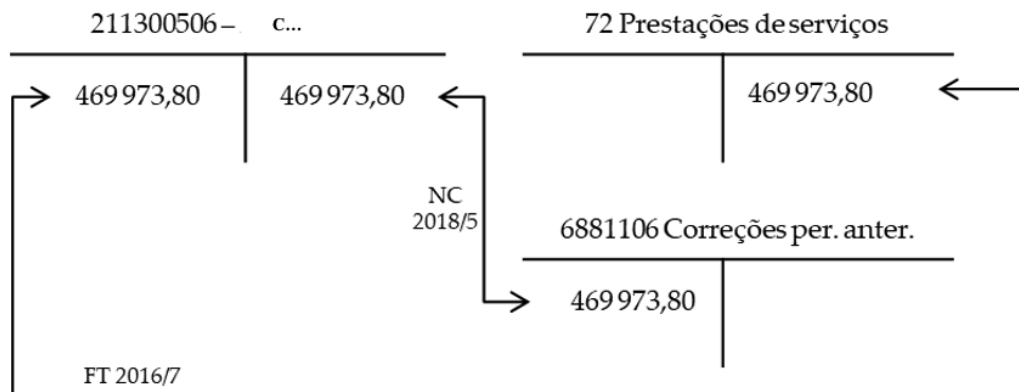 211300506 – C...
72 Prestações de serviços
469 973,80 469 973,80
469 973,80
NC
2018/5
6881106 Correções per. anter.
469 973,80
FT 2016/7